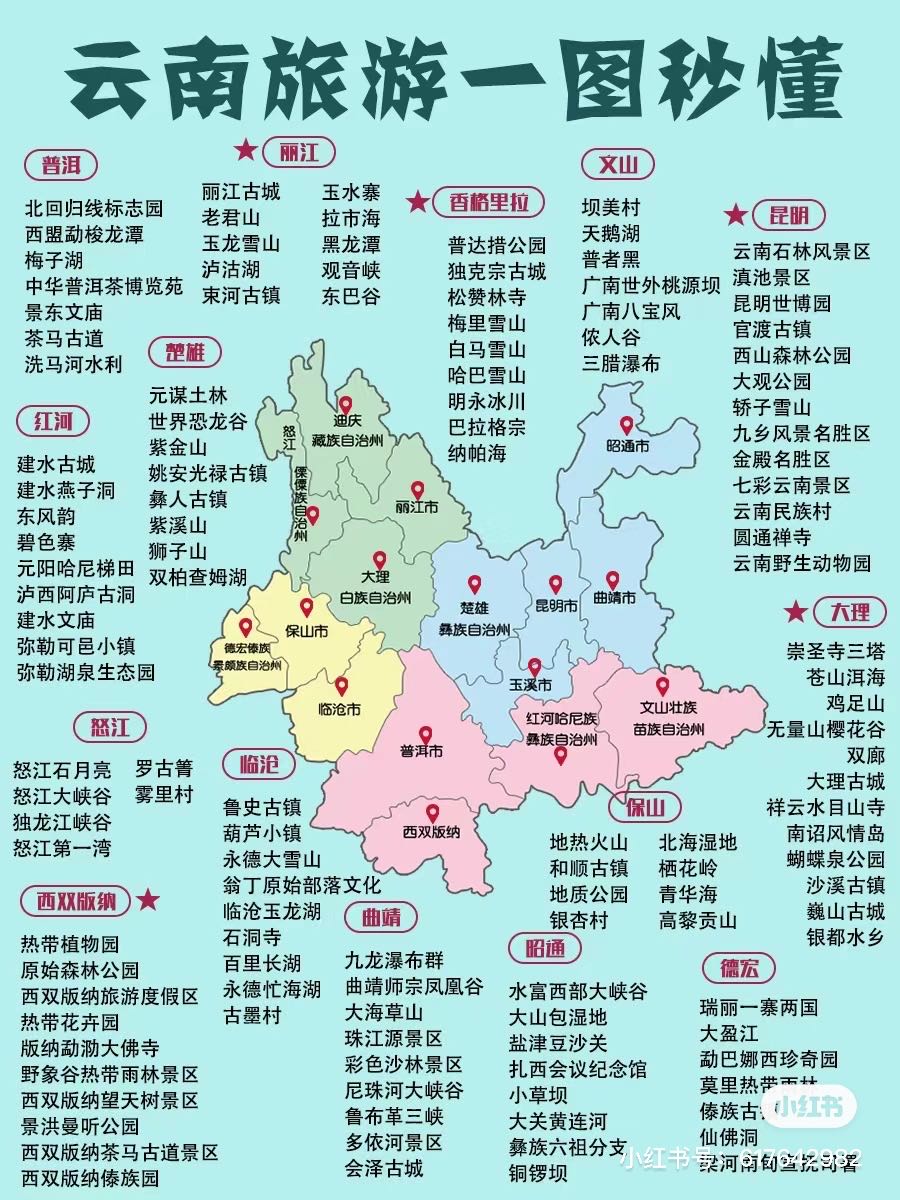 云南旅游一图秒懂
普洱
北回归线标志园
西盟勐梭龙潭
梅子湖
中华普洱茶博览苑
景东文庙
茶马古道
洗马河水利
★ 丽江
丽江古城
老君山
玉龙雪山
泸沽湖
束河古镇
玉水寨
拉市海
黑龙潭
观音峡
东巴谷
★ 香格里拉
普达措公园
独克宗古城
松赞林寺
梅里雪山
白马雪山
哈巴雪山
明永冰川
巴拉格宗
纳帕海
文山
坝美村
天鹅湖
普者黑
广南世外桃源坝
广南八宝风
侬人谷
三腊瀑布
★ 昆明
云南石林风景区
滇池景区
昆明世博园
官渡古镇
西山森林公园
大观公园
轿子雪山
九乡风景名胜区
金殿名胜区
七彩云南景区
云南民族村
圆通禅寺
云南野生动物园
楚雄
元谋土林
世界恐龙谷
紫金山
姚安光禄古镇
彝人古镇
紫溪山
狮子山
双柏查姆湖
红河
建水古城
建水燕子洞
东风韵
碧色寨
元阳哈尼梯田
泸西阿庐古洞
建水文庙
弥勒可邑小镇
弥勒湖泉生态园
迪庆
藏族自治州
怒江
傈僳族自治州
丽江市
大理
白族自治州
昭通市
楚雄
彝族自治州
昆明市
曲靖市
保山市
德宏傣族
景颇族自治州
临沧市
玉溪市
红河哈尼族
彝族自治州
文山壮族
苗族自治州
普洱市
西双版纳
★ 大理
崇圣寺三塔
苍山洱海
鸡足山
无量山樱花谷
双廊
大理古城
祥云水目山寺
南诏风情岛
蝴蝶泉公园
沙溪古镇
巍山古城
银都水乡
怒江
怒江石月亮
怒江大峡谷
独龙江峡谷
怒江第一湾
罗古箐
雾里村
临沧
鲁史古镇
葫芦小镇
永德大雪山
翁丁原始部落文化
临沧玉龙湖
石洞寺
百里长湖
永德忙海湖
古墨村
保山
地热火山
和顺古镇
地质公园
银杏村
北海湿地
栖花岭
青华海
高黎贡山
西双版纳 ★
热带植物园
原始森林公园
西双版纳旅游度假区
热带花卉园
版纳勐泐大佛寺
野象谷热带雨林景区
西双版纳望天树景区
景洪曼听公园
西双版纳茶马古道景区
西双版纳傣族园
曲靖
九龙瀑布群
曲靖师宗凤凰谷
大海草山
珠江源景区
彩色沙林景区
尼珠河大峡谷
鲁布革三峡
多依河景区
会泽古城
昭通
水富西部大峡谷
大山包湿地
盐津豆沙关
扎西会议纪念馆
小草坝
大关黄连河
彝族六祖分支
铜锣坝
德宏
瑞丽一寨两国
大盈江
勐巴娜西珍奇园
莫里热带雨林
傣族古
仙佛洞
小红书
小红书号：617642982